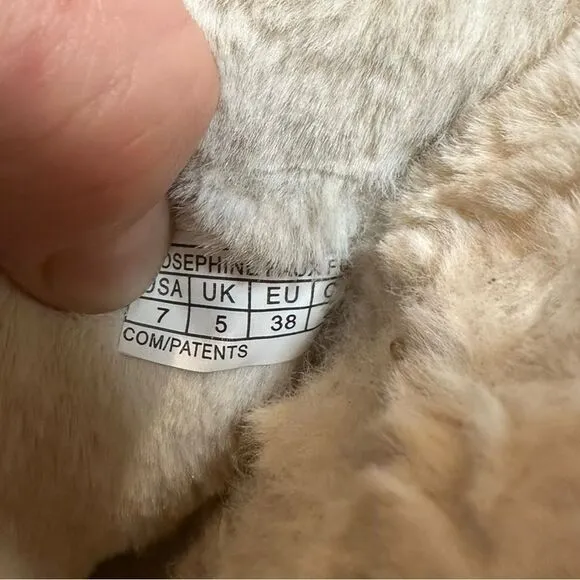 OSEPHINE FAUX F
USA UK EU C
7 5 38
COM/PATENTS